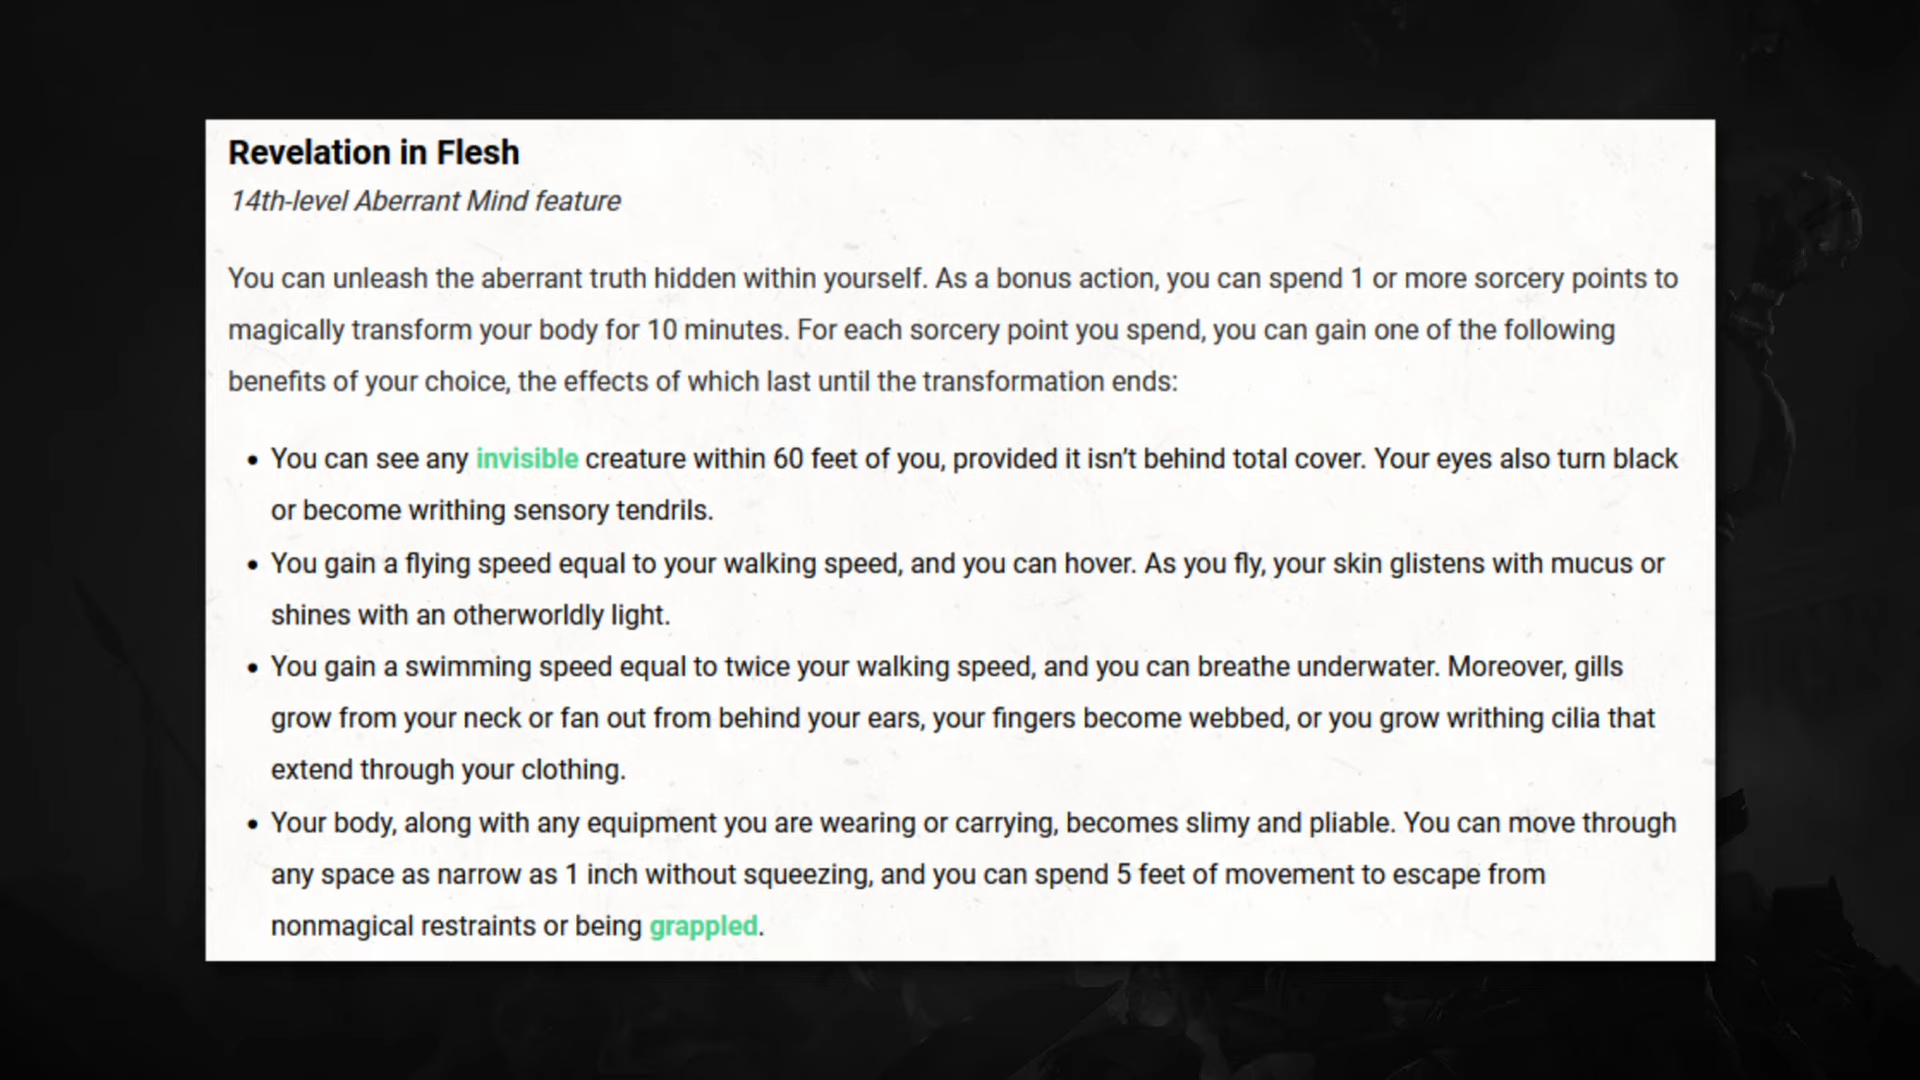 Revelation in Flesh
14th-level Aberrant Mind feature
You can unleash the aberrant truth hidden within yourself. As a bonus action, you can spend 1 or more sorcery points to
magically transform your body for 10 minutes. For each sorcery point you spend, you can gain one of the following
benefits of your choice, the effects of which last until the transformation ends:
• You can see any invisible creature within 60 feet of you, provided it isn’t behind total cover. Your eyes also turn black
or become writhing sensory tendrils.
• You gain a flying speed equal to your walking speed, and you can hover. As you fly, your skin glistens with mucus or
shines with an otherworldly light.
• You gain a swimming speed equal to twice your walking speed, and you can breathe underwater. Moreover, gills
grow from your neck or fan out from behind your ears, your fingers become webbed, or you grow writhing cilia that
extend through your clothing.
• Your body, along with any equipment you are wearing or carrying, becomes slimy and pliable. You can move through
any space as narrow as 1 inch without squeezing, and you can spend 5 feet of movement to escape from
nonmagical restraints or being grappled.